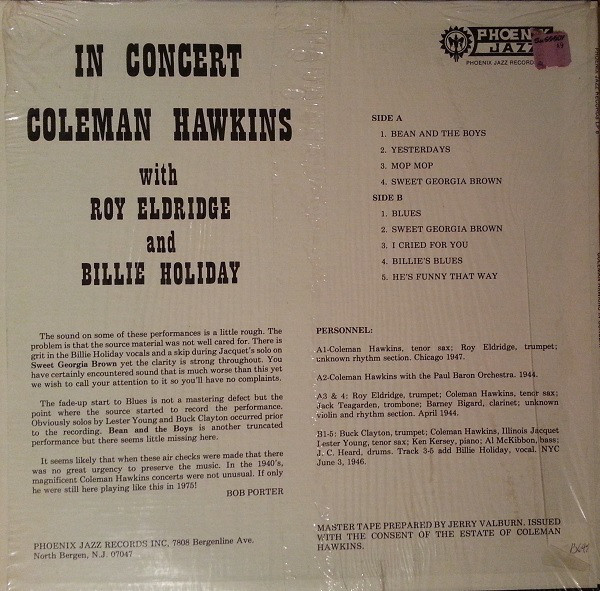 IN CONCERT
COLEMAN HAWKINS
with
ROY ELDRIDGE
and
BILLIE HOLIDAY
The sound on some of these performances is a little rough. The
problem is that the source material was not well cared for. There is
grit in the Billie Holiday vocals and a skip during Jacquet's solo on
Sweet Georgia Brown yet the clarity is strong throughout. You
have certainly encountered sound that is much worse than this yet
we wish to call your attention to it so you'll have no complaints.
The fade-up start to Blues is not a mastering defect but the
point where the source started to record the performance.
Obviously solos by Lester Young and Buck Clayton occurred prior
to the recording. Bean and the Boys is another truncated
performance but there seems little missing here.
It seems likely that when these air checks were made that there
was no great urgency to preserve the music. In the 1940's,
magnificent Coleman Hawkins concerts were not unusual. If only
he were still here playing like this in 1975!
BOB PORTER
PHOENIX JAZZ RECORDS INC, 7808 Bergenline Ave.
North Bergen, N.J. 07047
PHOENIX
JAZZ
PHOENIX JAZZ RECOR
SIDE A
1. BEAN AND THE BOYS
2. YESTERDAYS
3. MOP MOP
4. SWEET GEORGIA BROWN
SIDE B
1. BLUES
2. SWEET GEORGIA BROWN
3. I CRIED FOR YOU
4. BILLIE'S BLUES
5. HE'S FUNNY THAT WAY
PERSONNEL:
A1-Coleman Hawkins, tenor sax; Roy Eldridge, trumpet;
unknown rhythm section. Chicago 1947.
A2-Coleman Hawkins with the Paul Baron Orchestra. 1944.
A3 & 4: Roy Eldridge, trumpet; Coleman Hawkins, tenor sax;
Jack Teagarden, trombone; Barney Bigard, clarinet; unknown
violin and rhythm section. April 1944.
B1-5: Buck Clayton, trumpet; Coleman Hawkins, Illinois Jacquet
Lester Young, tenor sax; Ken Kersey, piano; Al McKibbon, bass;
J. C. Heard, drums. Track 3-5 add Billie Holiday, vocal. NYC
June 3, 1946.
MASTER TAPE PREPARED BY JERRY VALBURN. ISSUED
WITH THE CONSENT OF THE ESTATE OF COLEMAN
HAWKINS.